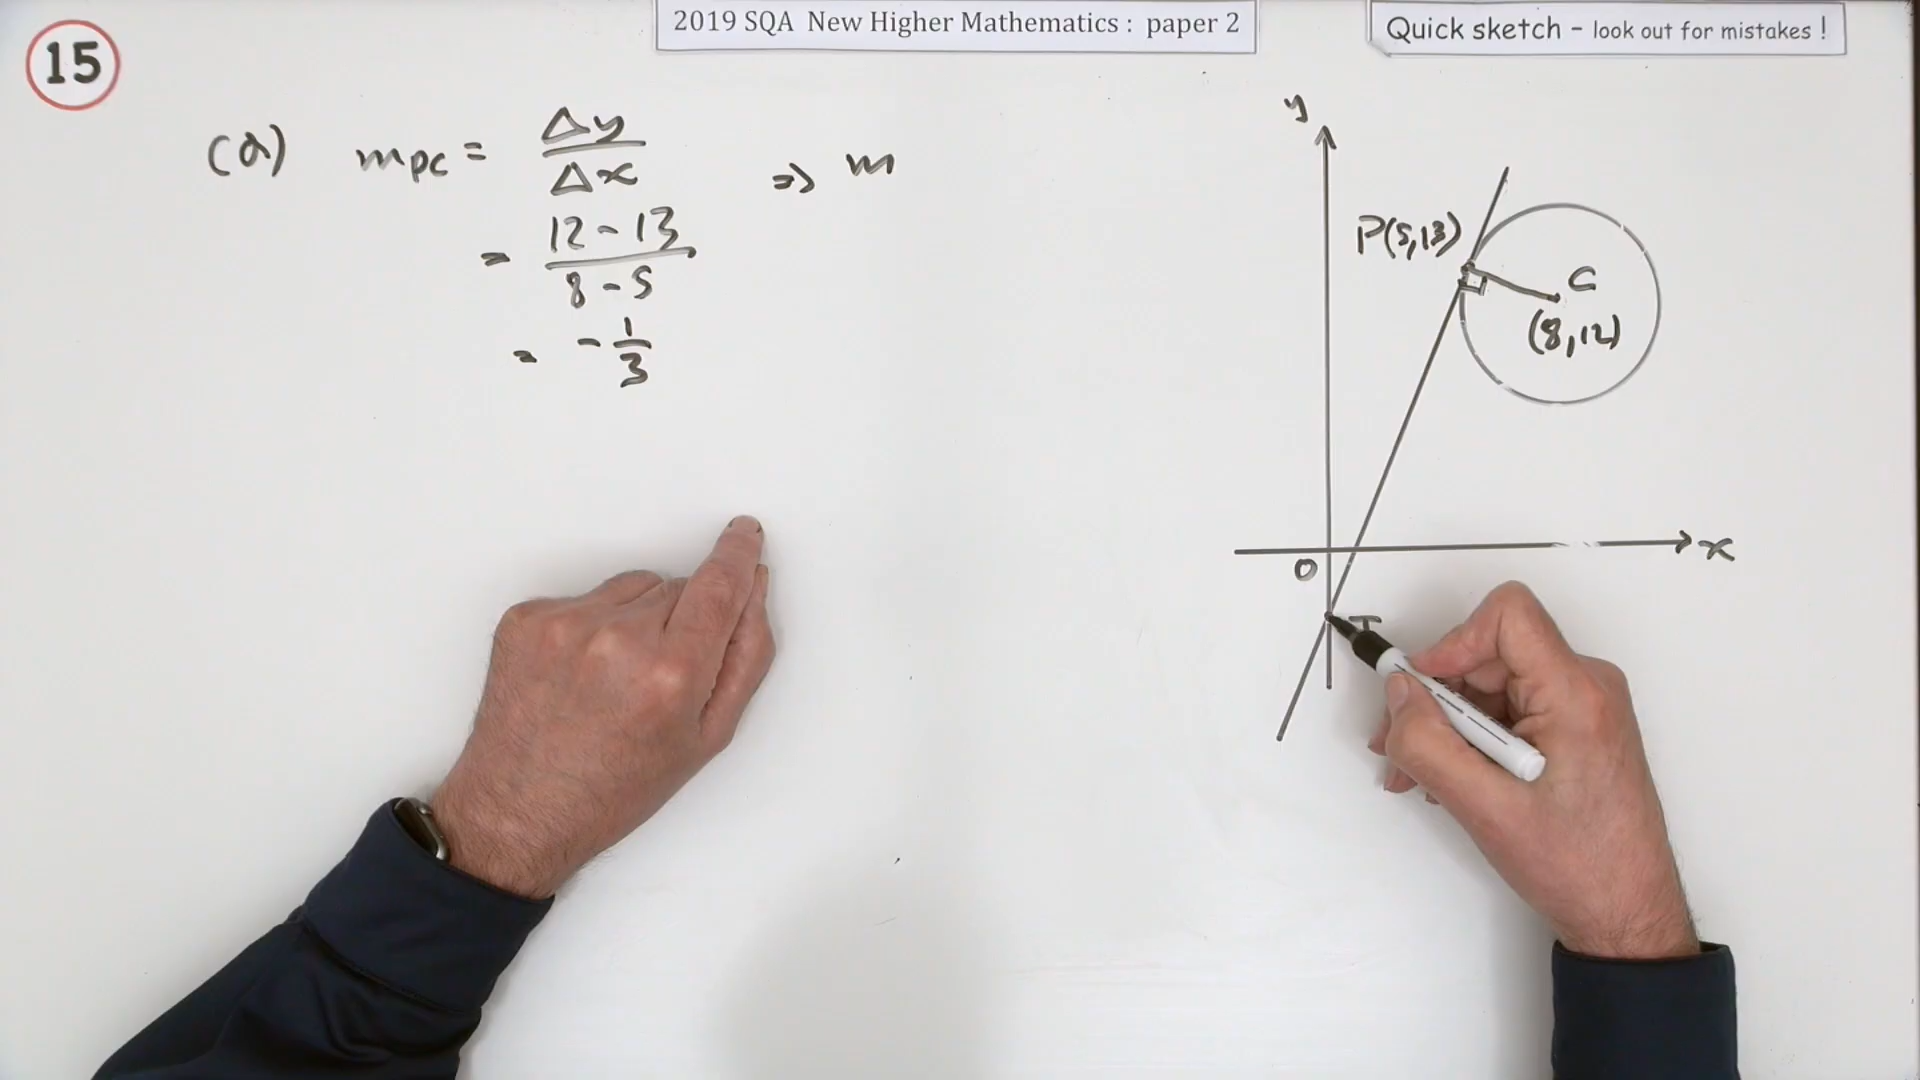 15
2019 SQA New Higher Mathematics : paper 2
Quick sketch – look out for mistakes !
(a) mPC = Δy/Δx ⇒ m
= 12 - 13 / 8 - 5
= - 1/3
y
P(5,13)
C
(8,12)
O
x
T